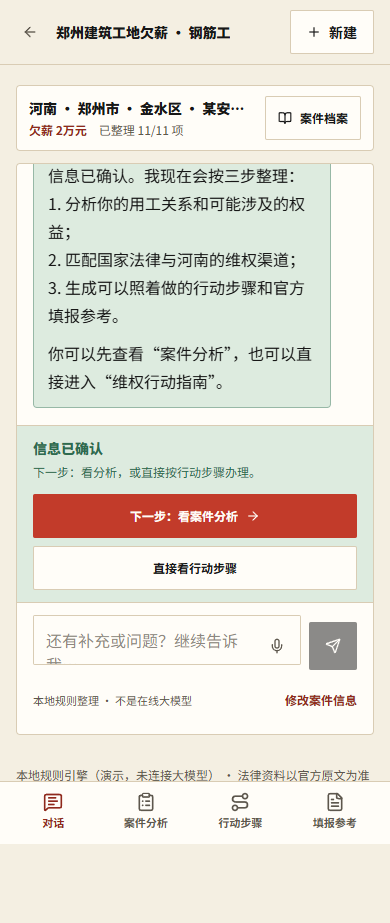 郑州建筑工地欠薪 · 钢筋工
新建
河南 · 郑州市 · 金水区 · 某安…
欠薪 2万元 已整理 11/11 项
案件档案
信息已确认。我现在会按三步整理：
1. 分析你的用工关系和可能涉及的权
益；
2. 匹配国家法律与河南的维权渠道；
3. 生成可以照着做的行动步骤和官方
填报参考。
你可以先查看“案件分析”，也可以直
接进入“维权行动指南”。
信息已确认
下一步：看分析，或直接按行动步骤办理。
下一步：看案件分析 →
直接看行动步骤
还有补充或问题？继续告诉
我
本地规则整理 · 不是在线大模型
修改案件信息
本地规则引擎（演示，未连接大模型） · 法律资料以官方原文为准
对话
案件分析
行动步骤
填报参考